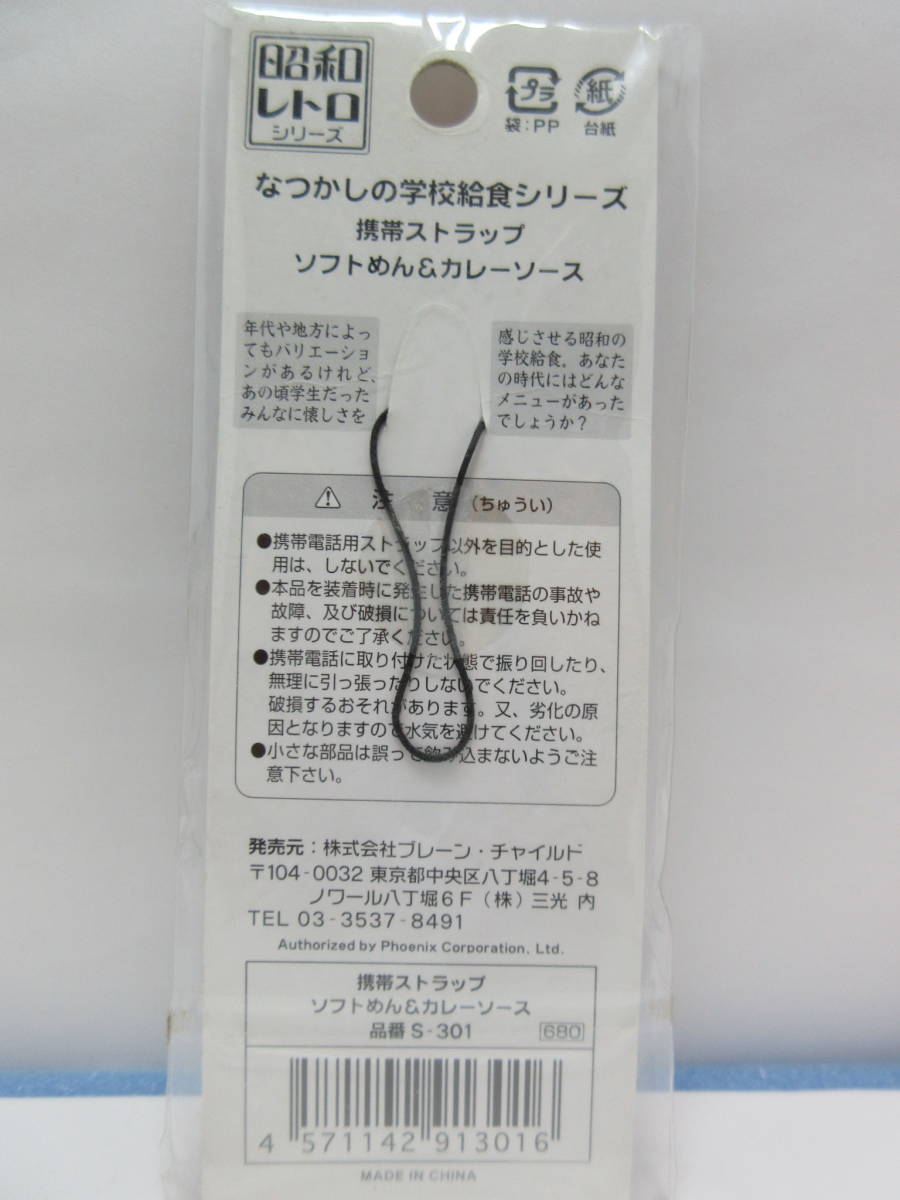 昭和
レトロ
シリーズ
プラ
紙
袋:PP
台紙
なつかしの学校給食シリーズ
携帯ストラップ
ソフトめん&カレーソース
年代や地方によっ
てもバリエーショ
ンがあるけれど、
あの頃学生だった
みんなに懐しさを
感じさせる昭和の
学校給食。あなた
の時代にはどんな
メニューがあった
でしょうか?
⚠ 注 意 (ちゅうい)
●携帯電話用ストラップ以外を目的とした使
用は、しないでください。
●本品を装着時に発生した携帯電話の事故や
故障、及び破損については責任を負いかね
ますのでご了承ください。
●携帯電話に取り付けた状態で振り回したり、
無理に引っ張ったりしないでください。
破損するおそれがあります。又、劣化の原
因となりますので水気を避けてください。
●小さな部品は誤って飲み込まないようご注
意下さい。
発売元:株式会社ブレーン・チャイルド
〒104-0032 東京都中央区八丁堀4-5-8
ノワール八丁堀6F(株)三光 内
TEL 03-3537-8491
Authorized by Phoenix Corporation, Ltd.
携帯ストラップ
ソフトめん&カレーソース
品番 S-301 680
4 571142 913016
MADE IN CHINA